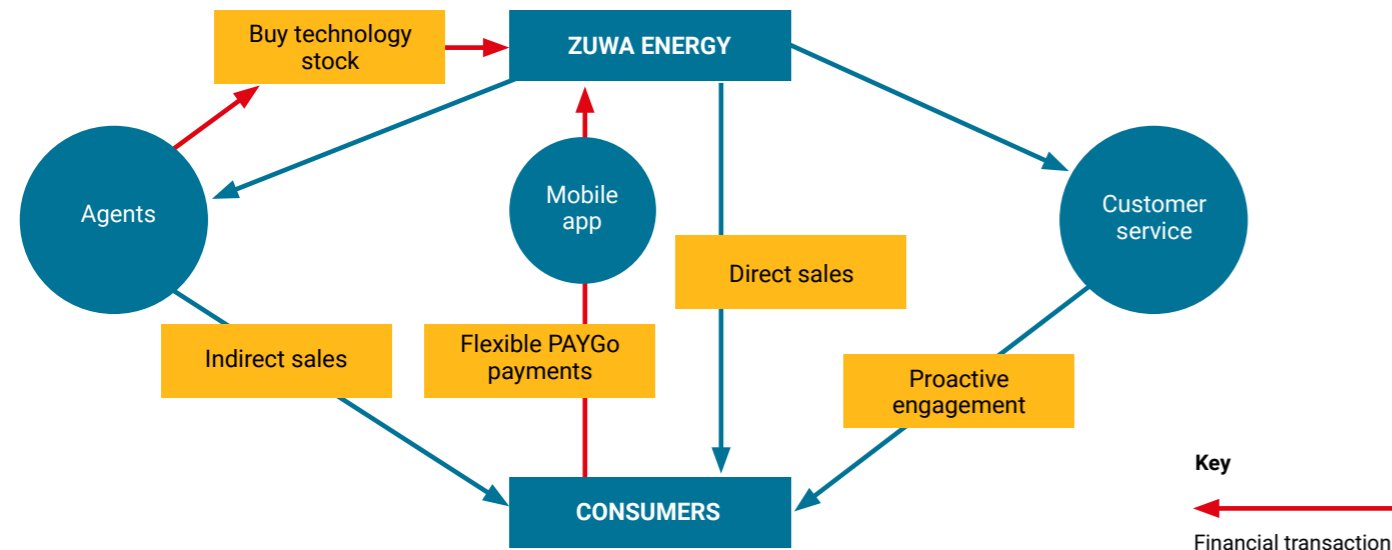 Buy technology
stock
ZUWA ENERGY
Agents
Mobile
app
Customer
service
Direct sales
Indirect sales
Flexible PAYGo
payments
Proactive
engagement
CONSUMERS
Key
Financial transaction